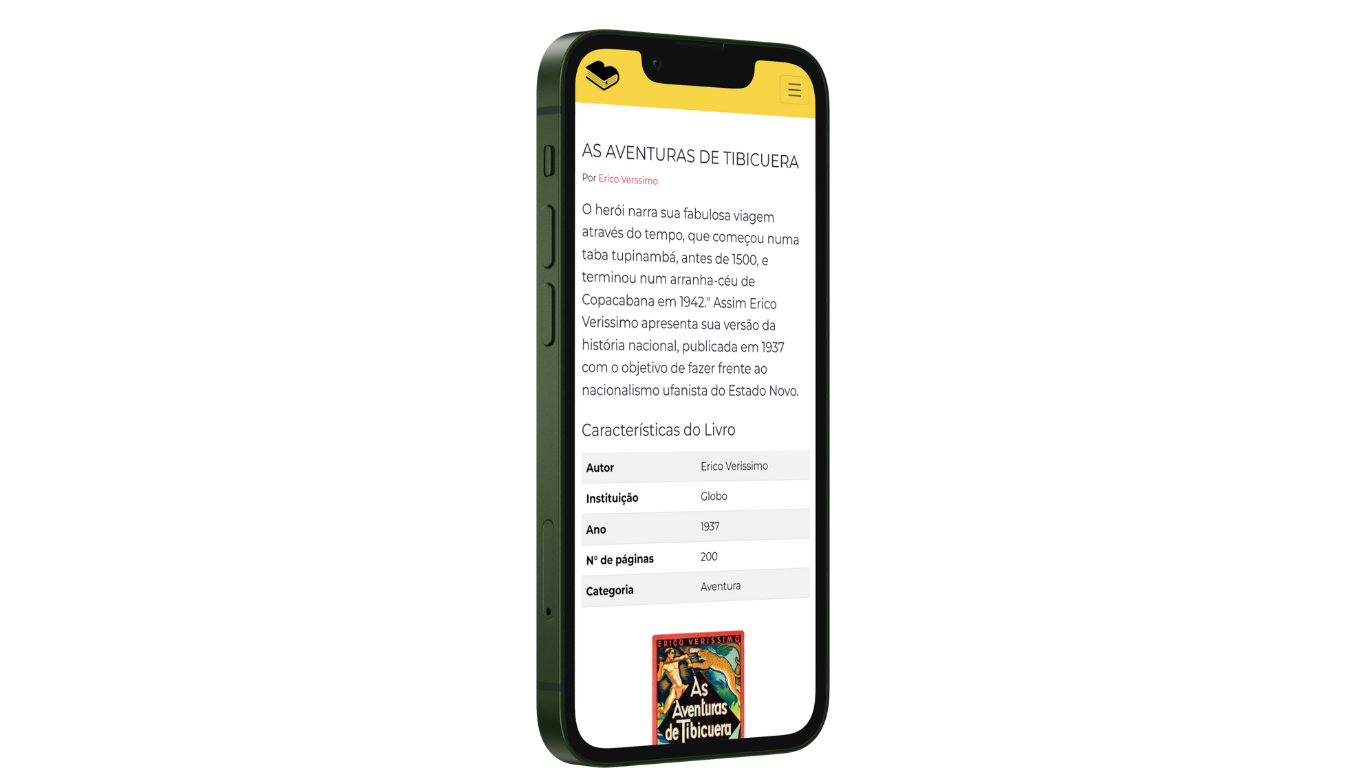 AS AVENTURAS DE TIBICUERA
Por Erico Verssimo
O herói narra sua fabulosa viagem
através do tempo, que começou numa
taba tupinambá, antes de 1500, e
terminou num arranha-céu de
Copacabana em 1942." Assim Erico
Verissimo apresenta sua versão da
história nacional, publicada em 1937
com o objetivo de fazer frente ao
nacionalismo ufanista do Estado Novo.
Características do Livro
Autor Erico Verissimo
Instituição Globo
Ano 1937
N° de páginas 200
Categoria Aventura
ERICO VERISSIMO
As
Aventuras
de Tibicuera